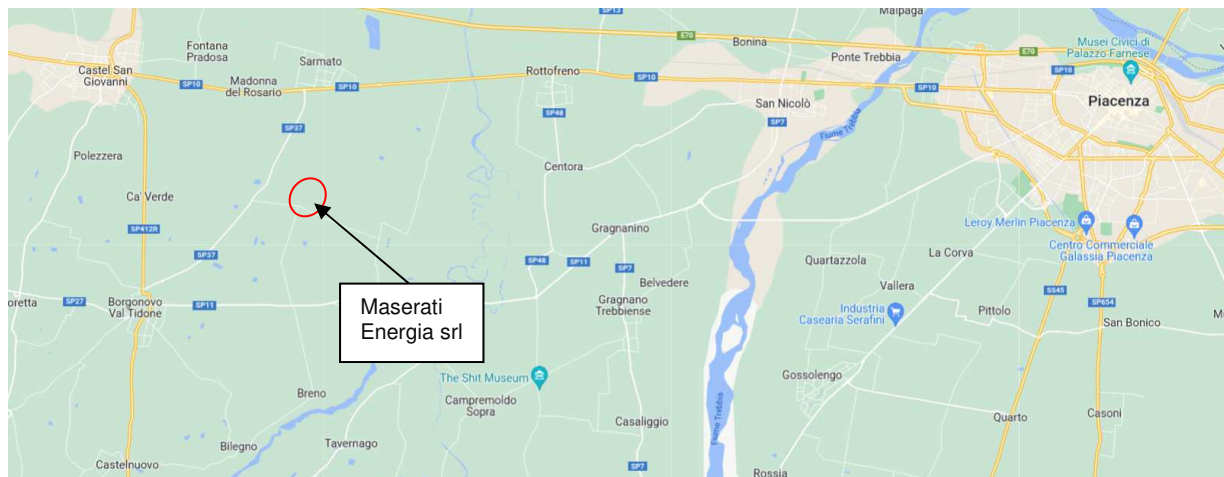 Malpaga
SP13
E70
Bonina
Fontana
Pradosa
Sarmato
Ponte Trebbia
E70
Musei Civici di
Palazzo Farnese
Castel San
Giovanni
Madonna
del Rosario
SP10
SP10
Rottofreno
SP10
SP10
SP10
Piacenza
San Nicolò
SP7
SP48
SP37
Fiume Trebbia
Polezzera
Centora
Ca' Verde
SP412R
Gragnanino
Leroy Merlin Piacenza
Centro Commerciale
Galassia Piacenza
La Corva
Quartazzola
SP37
SP48
SP11
SP7
Belvedere
Vallera
SS45
SP654
oretta
SP27
Borgonovo
Val Tidone
SP11
Maserati
Energia srl
Gragnano
Trebbiense
Industria
Casearia Serafini
Pittolo
San Bonico
The Shit Museum
Gossolengo
Breno
Campremoldo
Sopra
Fiume Trebbia
Quarto
Casoni
Casaliggio
Bilegno
Tavernago
Castelnuovo
SP7
Rossia